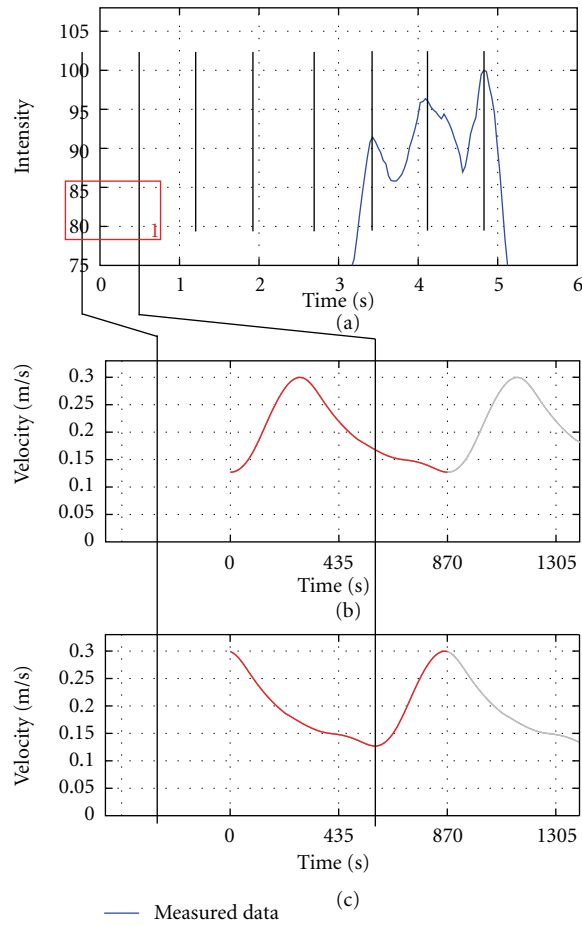 105
100
95
90
85
80
75
Intensity
1
0 1 2 3 4 5 6
Time (s)
(a)
0.3
0.25
0.2
0.15
0.1
0.05
0
Velocity (m/s)
0 435 870 1305
Time (s)
(b)
0.3
0.25
0.2
0.15
0.1
0.05
0
Velocity (m/s)
0 435 870 1305
Time (s)
(c)
Measured data